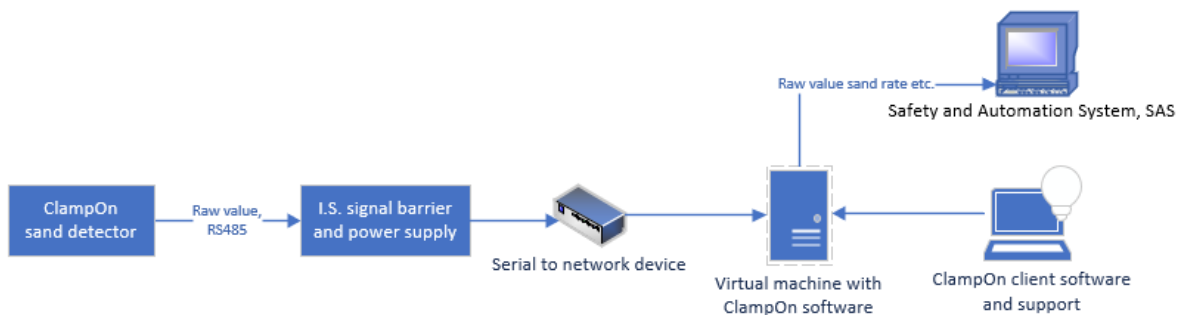 Raw value sand rate etc.
Safety and Automation System, SAS
ClampOn
sand detector
Raw value,
RS485
I.S. signal barrier
and power supply
Serial to network device
Virtual machine with
ClampOn software
ClampOn client software
and support